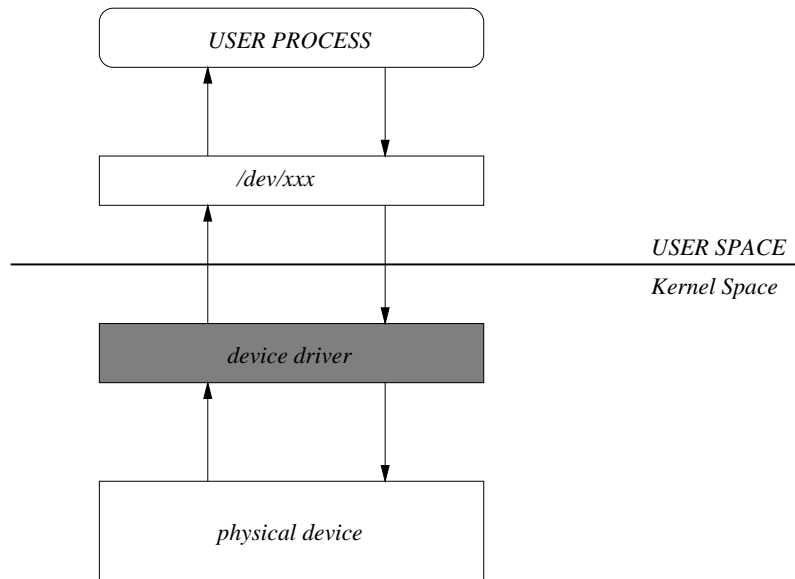 USER PROCESS
/dev/xxx
USER SPACE
Kernel Space
device driver
physical device